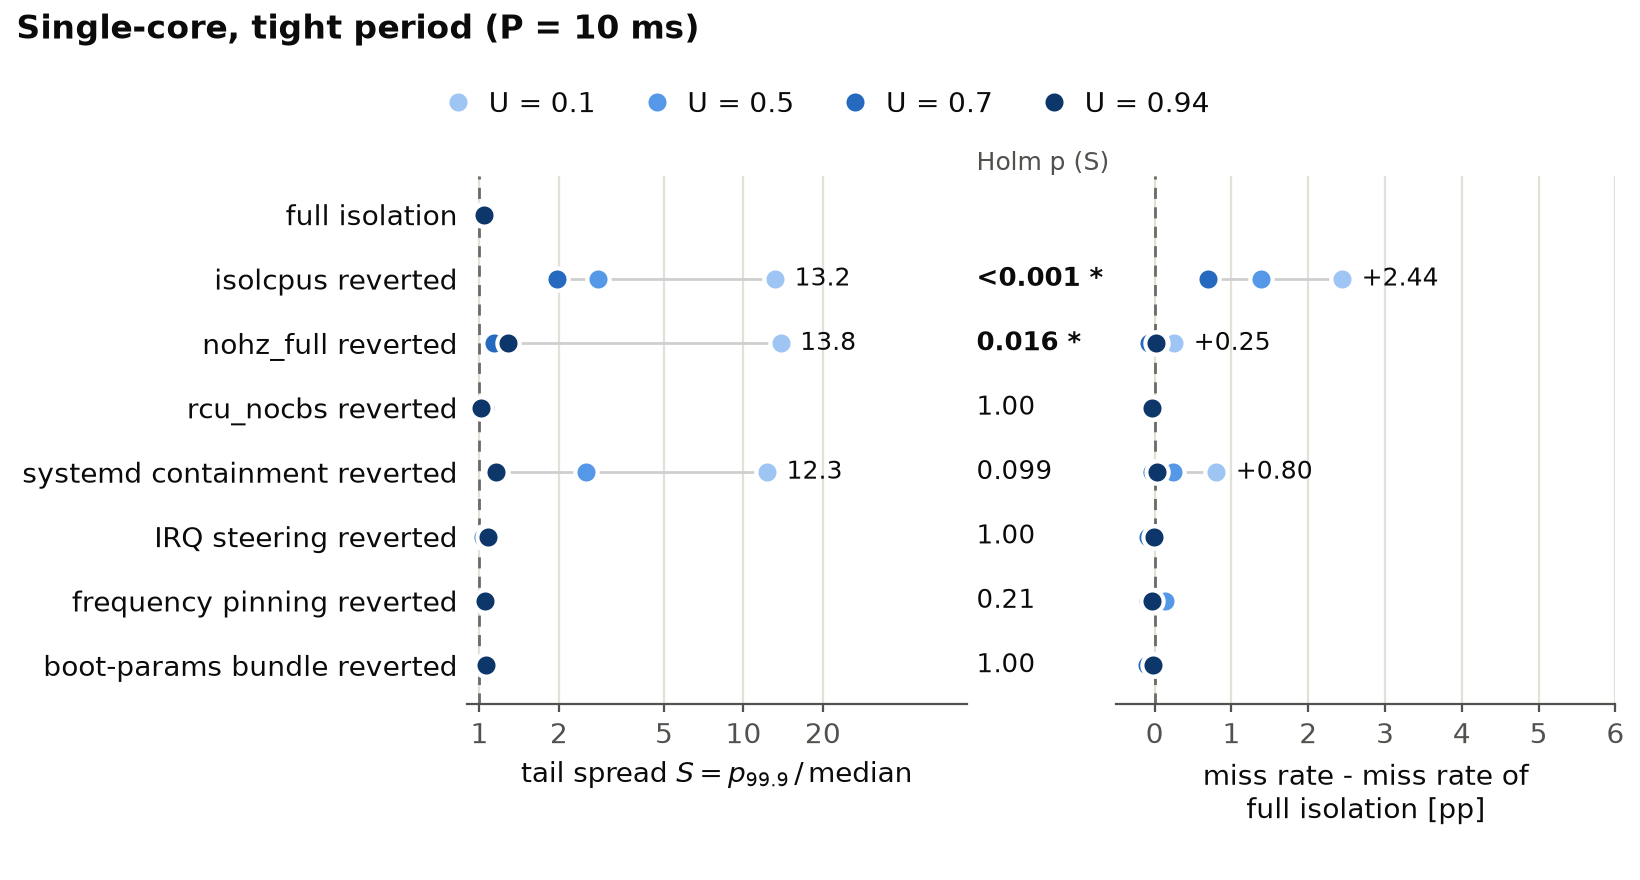 Single-core, tight period (P = 10 ms)
U = 0.1 U = 0.5 U = 0.7 U = 0.94
Holm p (S)
full isolation
isolcpus reverted 13.2 <0.001 * +2.44
nohz_full reverted 13.8 0.016 * +0.25
rcu_nocbs reverted 1.00
systemd containment reverted 12.3 0.099 +0.80
IRQ steering reverted 1.00
frequency pinning reverted 0.21
boot-params bundle reverted 1.00
1 2 5 10 20 0 1 2 3 4 5 6
tail spread S = p99.9 / median
miss rate - miss rate of
full isolation [pp]